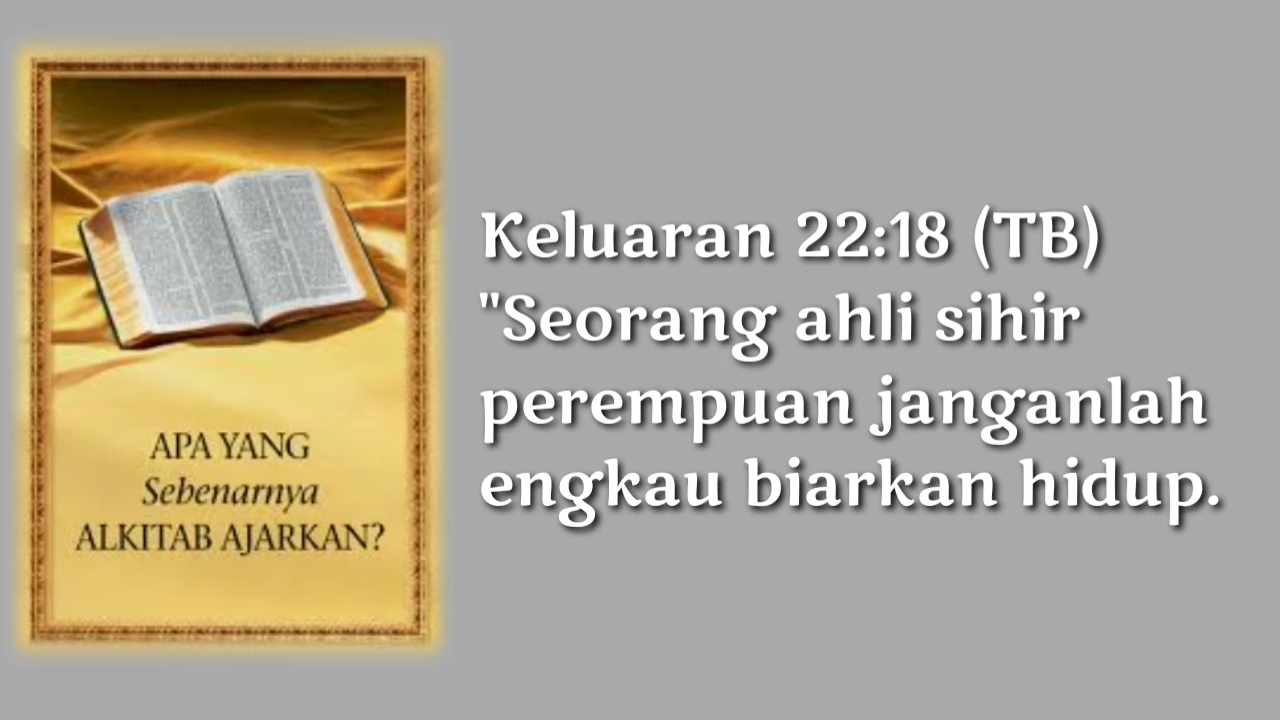 APA YANG
Sebenarnya
ALKITAB AJARKAN?
Keluaran 22:18 (TB)
"Seorang ahli sihir
perempuan janganlah
engkau biarkan hidup.